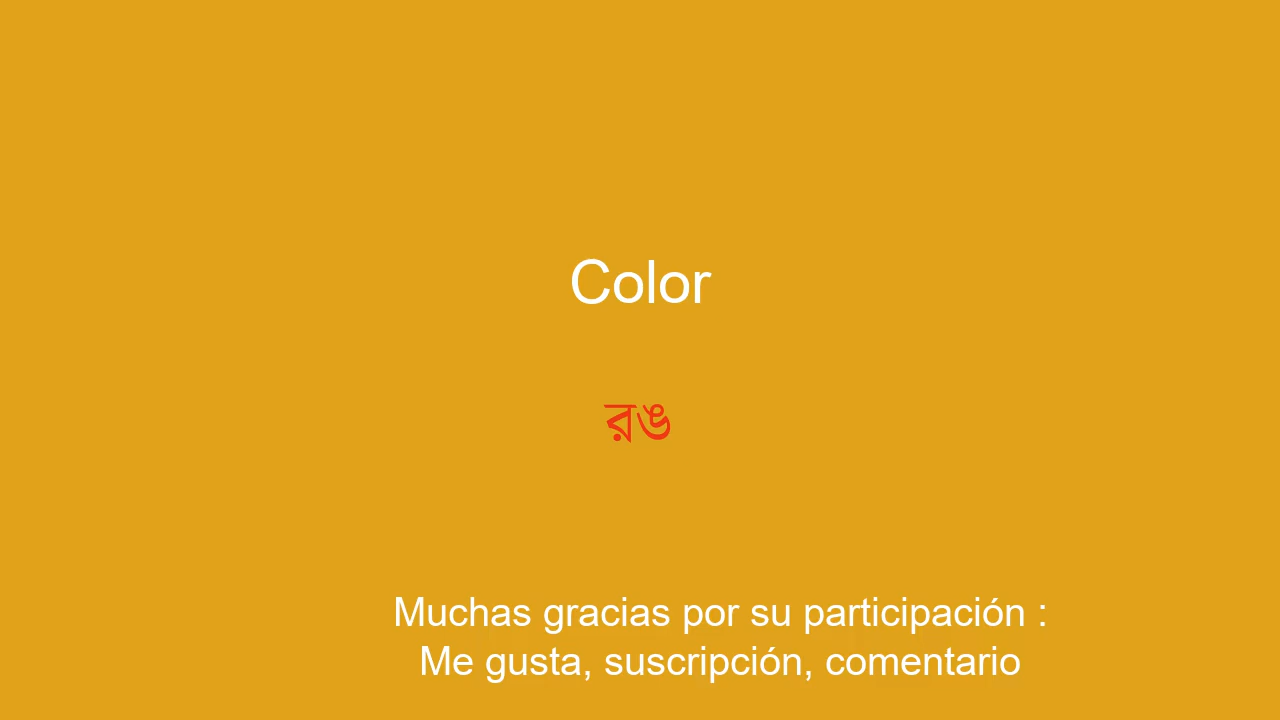 Color
রঙ
Muchas gracias por su participación :
Me gusta, suscripción, comentario